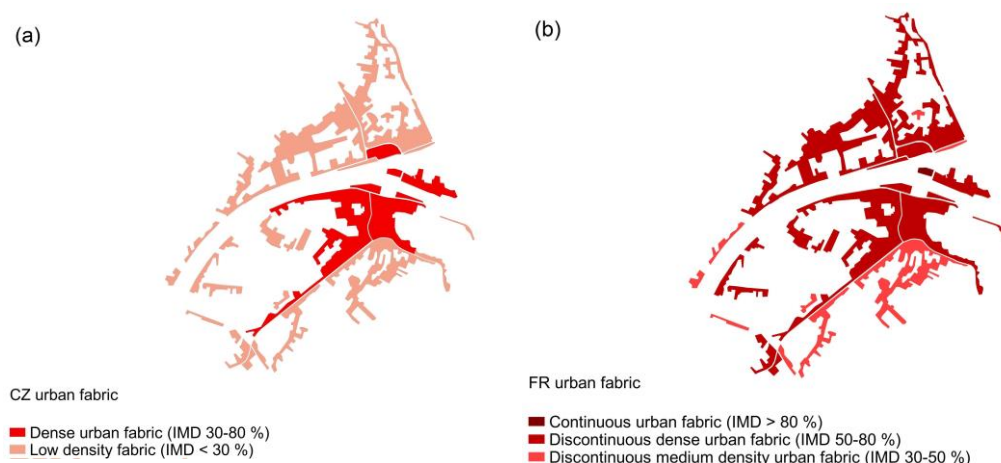 (a)
(b)
CZ urban fabric
Dense urban fabric (IMD 30-80 %)
Low density fabric (IMD < 30 %)
FR urban fabric
Continuous urban fabric (IMD > 80 %)
Discontinuous dense urban fabric (IMD 50-80 %)
Discontinuous medium density urban fabric (IMD 30-50 %)